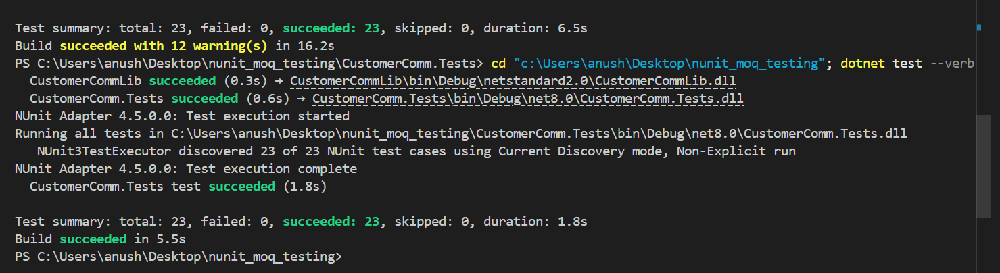 Test summary: total: 23, failed: 0, succeeded: 23, skipped: 0, duration: 6.5s
Build succeeded with 12 warning(s) in 16.2s
PS C:\Users\anush\Desktop\nunit_moq_testing\CustomerComm.Tests> cd "c:\Users\anush\Desktop\nunit_moq_testing"; dotnet test --verb
CustomerCommLib succeeded (0.3s) → CustomerCommLib\bin\Debug\netstandard2.0\CustomerCommLib.dll
CustomerComm.Tests succeeded (0.6s) → CustomerComm.Tests\bin\Debug\net8.0\CustomerComm.Tests.dll
NUnit Adapter 4.5.0.0: Test execution started
Running all tests in C:\Users\anush\Desktop\nunit_moq_testing\CustomerComm.Tests\bin\Debug\net8.0\CustomerComm.Tests.dll
NUnit3TestExecutor discovered 23 of 23 NUnit test cases using Current Discovery mode, Non-Explicit run
NUnit Adapter 4.5.0.0: Test execution complete
CustomerComm.Tests test succeeded (1.8s)
Test summary: total: 23, failed: 0, succeeded: 23, skipped: 0, duration: 1.8s
Build succeeded in 5.5s
PS C:\Users\anush\Desktop\nunit_moq_testing>